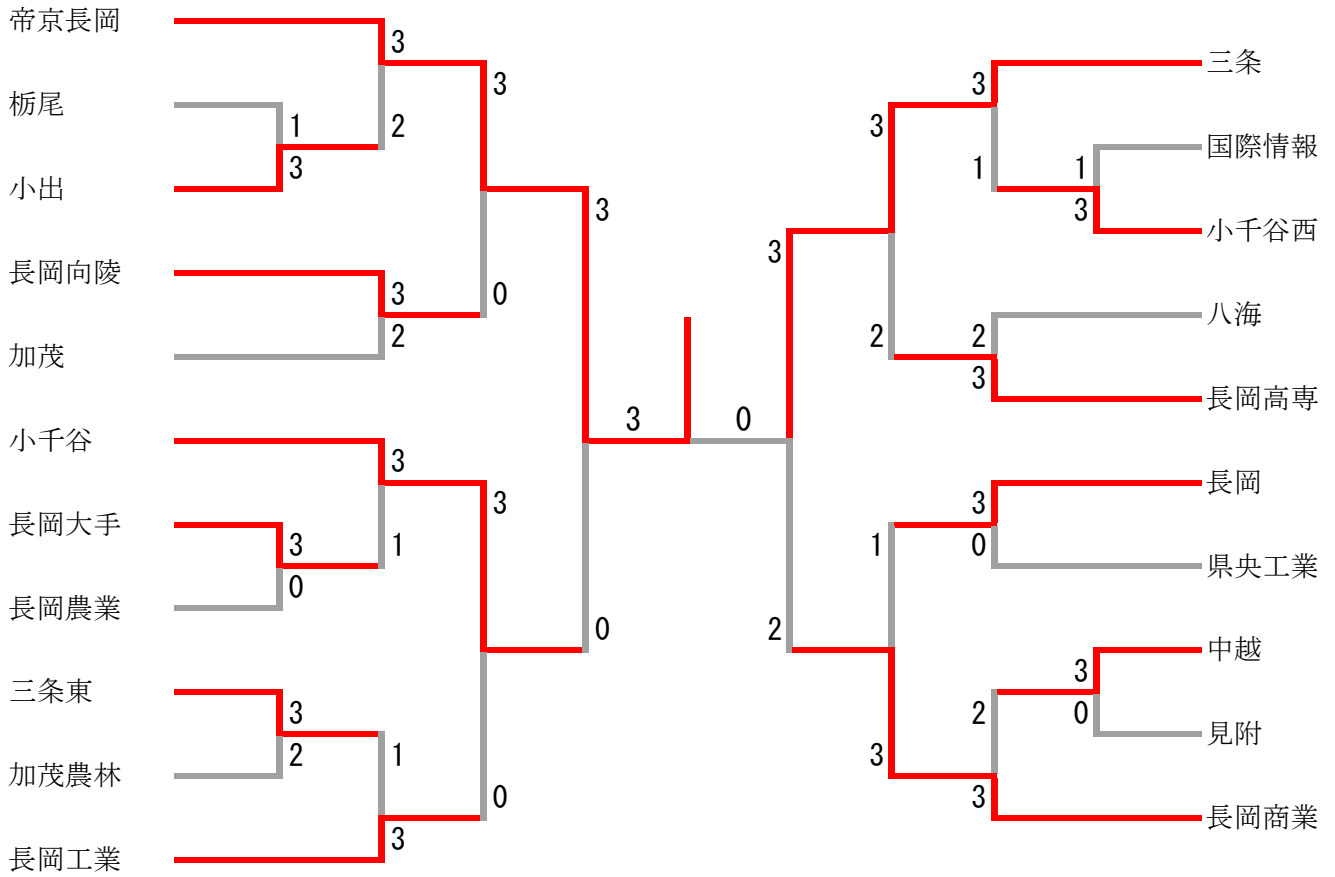 帝京長岡
栃尾
小出
長岡向陵
加茂
小千谷
長岡大手
長岡農業
三条東
加茂農林
長岡工業
3
2
1
3
3
2
3
1
3
0
3
2
1
3
3
0
3
0
3
0
3
0
3
2
3
2
1
3
3
1
2
3
3
0
2
3
1
3
3
0
三条
国際情報
小千谷西
八海
長岡高専
長岡
県央工業
中越
見附
長岡商業